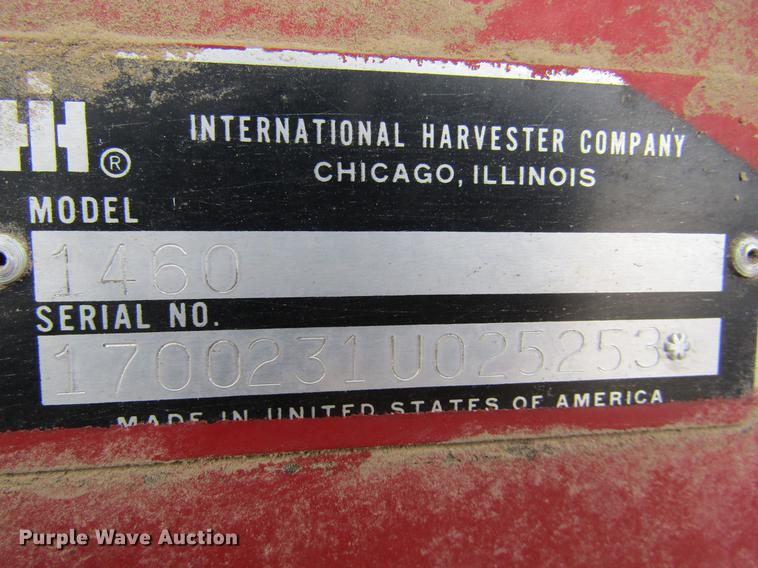 IH ®
INTERNATIONAL HARVESTER COMPANY
CHICAGO, ILLINOIS
MODEL
1460
SERIAL NO.
1700231U025253*
MADE IN UNITED STATES OF AMERICA
Purple Wave Auction